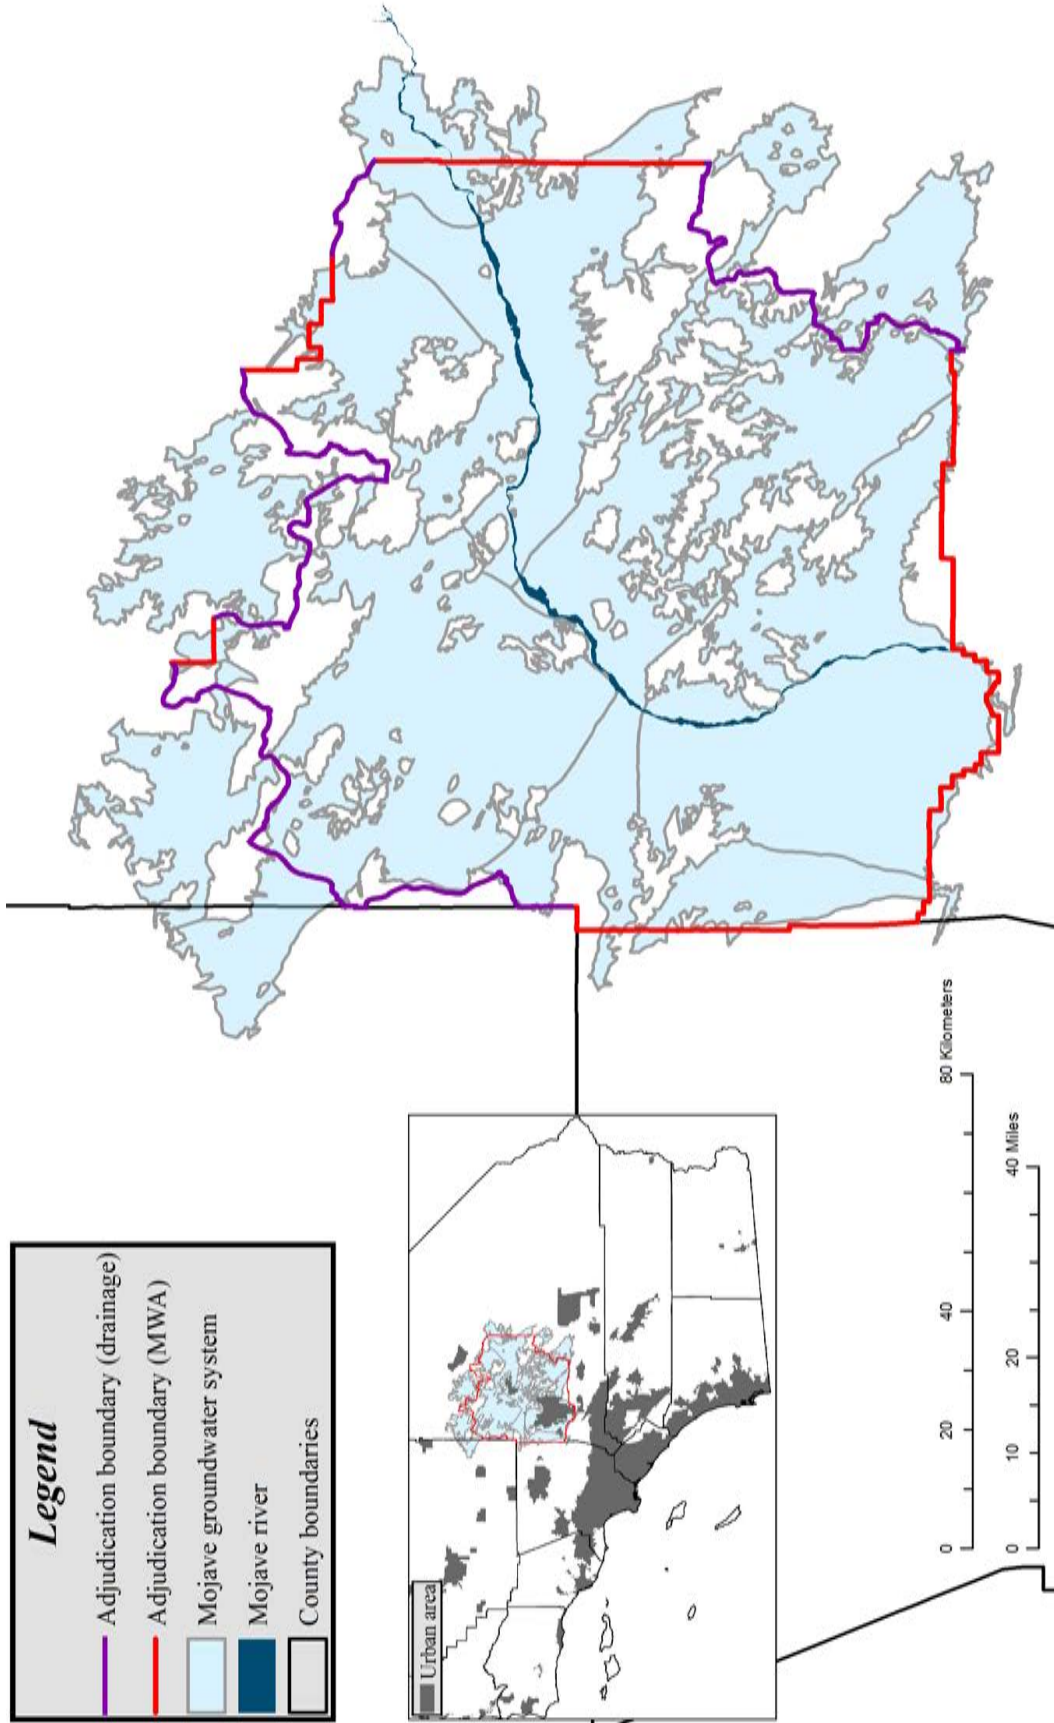 Legend
Adjudication boundary (drainage)
Adjudication boundary (MWA)
Mojave groundwater system
Mojave river
County boundaries
Urban area
0 20 40 80 Kilometers
0 10 20 40 Miles